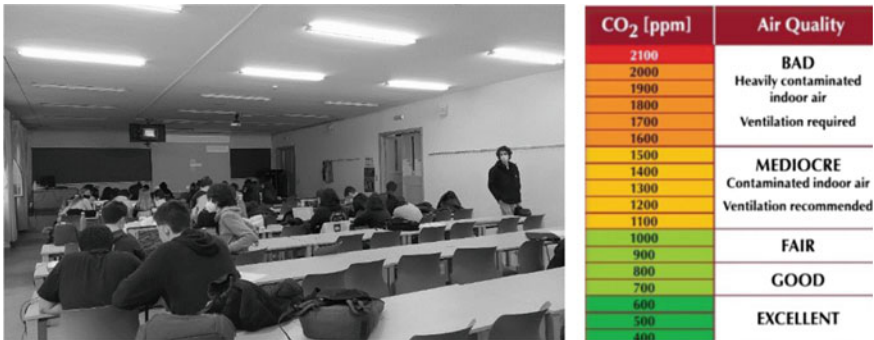 CO₂ [ppm] Air Quality
2100
2000
1900
1800
1700
1600
BAD
Heavily contaminated
indoor air
Ventilation required
1500
1400
1300
1200
1100
MEDIOCRE
Contaminated indoor air
Ventilation recommended
1000
900
FAIR
800
700
GOOD
600
500
400
EXCELLENT